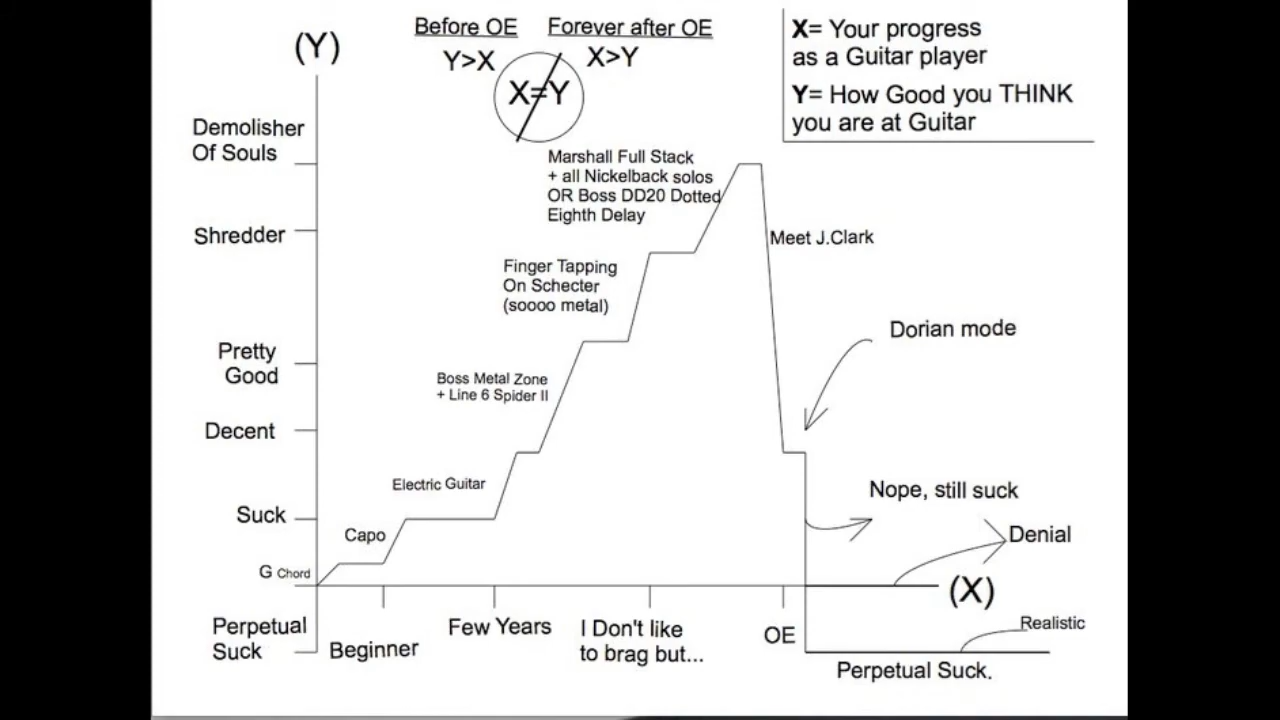 Before OE
Forever after OE
Y>X
X>Y
X=Y
X= Your progress
as a Guitar player
Y= How Good you THINK
you are at Guitar
(Y)
Demolisher
Of Souls
Shredder
Pretty
Good
Decent
Suck
G Chord
Perpetual
Suck
Marshall Full Stack
+ all Nickelback solos
OR Boss DD20 Dotted
Eighth Delay
Meet J.Clark
Finger Tapping
On Schecter
(soooo metal)
Dorian mode
Boss Metal Zone
+ Line 6 Spider II
Electric Guitar
Capo
Nope, still suck
Denial
(X)
Beginner
Few Years
I Don't like
to brag but...
OE
Realistic
Perpetual Suck.